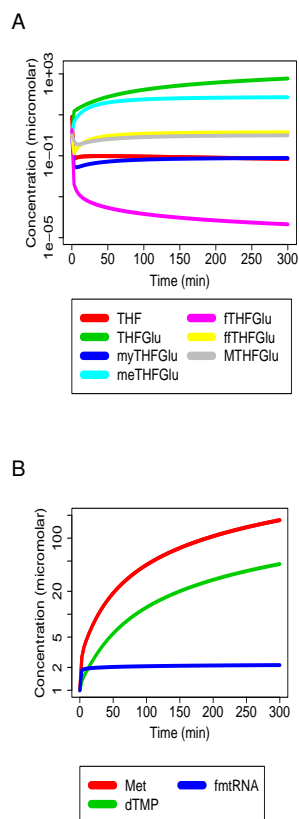 A
Concentration (micromolar)
1e+03
1e−01
1e−05
0 50 100 150 200 250 300
Time (min)
THF
THFGlu
myTHFGlu
meTHFGlu
fTHFGlu
ffTHFGlu
MTHFGlu
B
Concentration (micromolar)
100
20
5
2
1
0 50 100 150 200 250 300
Time (min)
Met
dTMP
fmtRNA